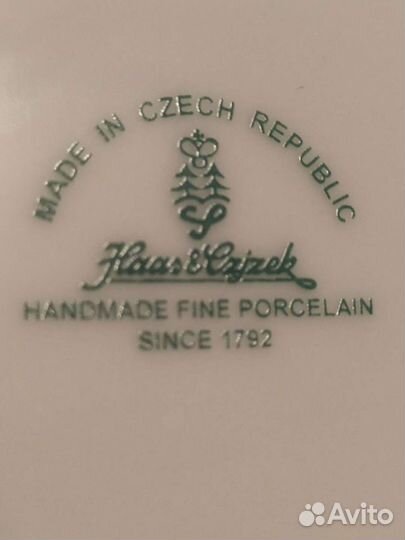 MADE IN CZECH REPUBLIC
Haas & Czjzek
HANDMADE FINE PORCELAIN
SINCE 1792
Avito